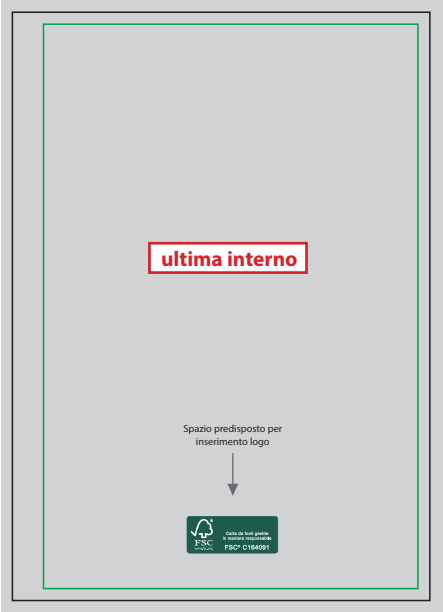 ultima interno
Spazio predisposto per
inserimento logo
FSC
Carta da fonti gestite
in maniera responsabile
FSC® C164091